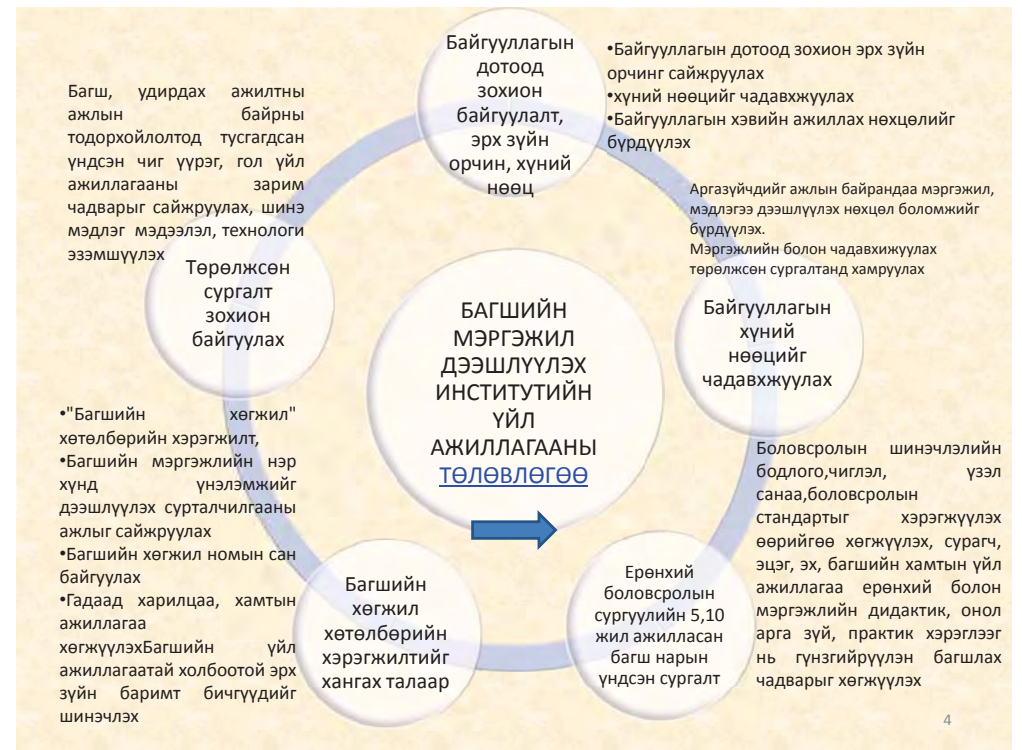 Байгууллагын
дотоод
зохион
байгуулалт,
эрх зүйн
орчин, хүний
нөөц
•Байгууллагын дотоод зохион эрх зүйн
орчинг сайжруулах
•хүний нөөцийг чадавхжуулах
•Байгууллагын хэвийн ажиллах нөхцөлийг
бүрдүүлэх
Багш, удирдах ажилтны
ажлын байрны
тодорхойлолтод тусгагдсан
үндсэн чиг үүрэг, гол үйл
ажиллагааны зарим
чадварыг сайжруулах, шинэ
мэдлэг мэдээлэл, технологи
эзэмшүүлэх
Төрөлжсөн
сургалт
зохион
байгуулах
Аргазүйчдийг ажлын байрандаа мэргэжил,
мэдлэгээ дээшлүүлэх нөхцөл боломжийг
бүрдүүлэх.
Мэргэжлийн болон чадавхижуулах
төрөлжсөн сургалтанд хамруулах
Байгууллагын
хүний
нөөцийг
чадавхжуулах
БАГШИЙН
МЭРГЭЖИЛ
ДЭЭШЛҮҮЛЭХ
ИНСТИТУТИЙН
ҮЙЛ
АЖИЛЛАГААНЫ
ТӨЛӨВЛӨГӨӨ
•"Багшийн хөгжил"
хөтөлбөрийн хэрэгжилт,
•Багшийн мэргэжлийн нэр
хүнд үнэлэмжийг
дээшлүүлэх сурталчилгааны
ажлыг сайжруулах
•Багшийн хөгжил номын сан
байгуулах
•Гадаад харилцаа, хамтын
ажиллагаа
хөгжүүлэхБагшийн үйл
ажиллагаатай холбоотой эрх
зүйн баримт бичгүүдийг
шинэчлэх
Багшийн
хөгжил
хөтөлбөрийн
хэрэгжилтийг
хангах талаар
Ерөнхий
боловсролын
сургуулийн 5,10
жил ажилласан
багш нарын
үндсэн сургалт
Боловсролын шинэчлэлийн
бодлого,чиглэл, үзэл
санаа,боловсролын
стандартыг хэрэгжүүлэх
өөрийгөө хөгжүүлэх, сурагч,
эцэг, эх, багшийн хамтын үйл
ажиллагаа ерөнхий болон
мэргэжлийн дидактик, онол
арга зүй, практик хэрэглээг
нь гүнзгийрүүлэн багшлах
чадварыг хөгжүүлэх
4